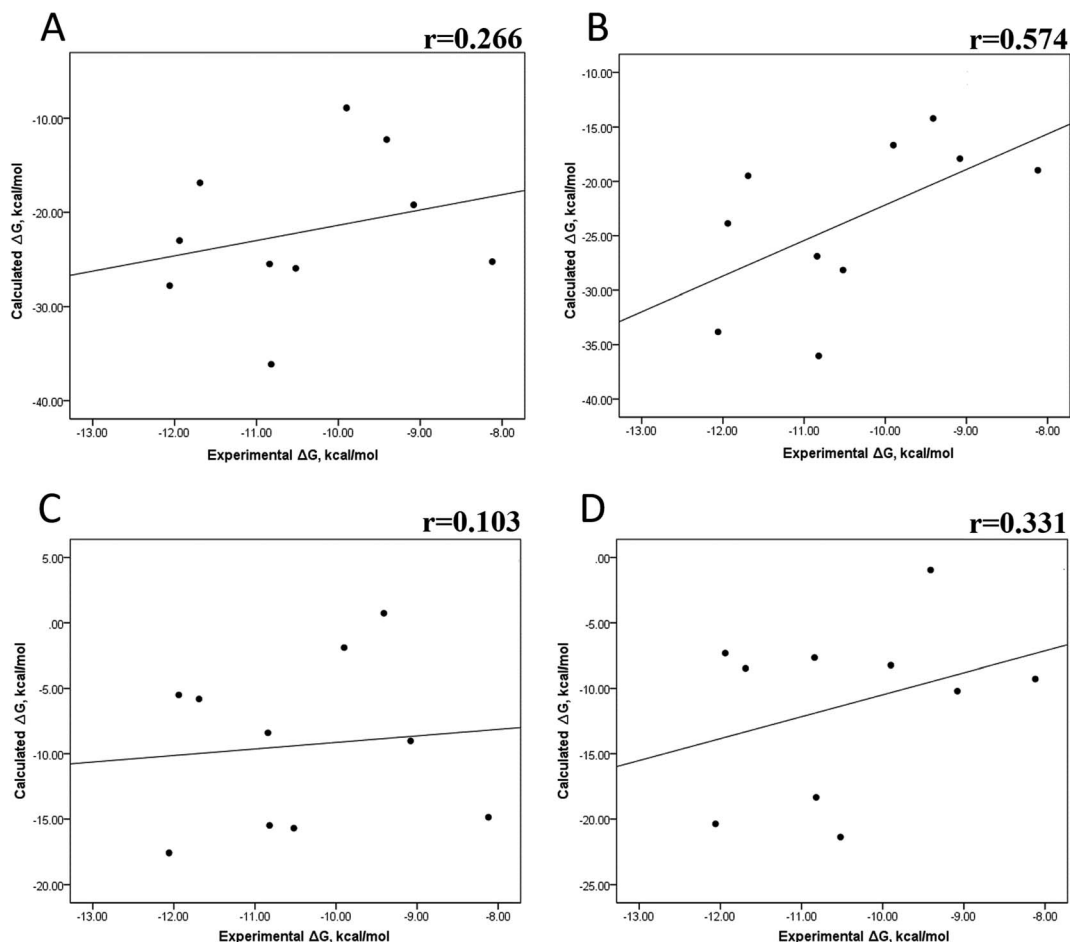 A
r=0.266
Calculated ΔG, kcal/mol
-10.00
-20.00
-30.00
-40.00
-13.00 -12.00 -11.00 -10.00 -9.00 -8.00
Experimental ΔG, kcal/mol
B
r=0.574
Calculated ΔG, kcal/mol
-10.00
-15.00
-20.00
-25.00
-30.00
-35.00
-40.00
-13.00 -12.00 -11.00 -10.00 -9.00 -8.00
Experimental ΔG, kcal/mol
C
r=0.103
Calculated ΔG, kcal/mol
5.00
.00
-5.00
-10.00
-15.00
-20.00
-13.00 -12.00 -11.00 -10.00 -9.00 -8.00
Experimental ΔG, kcal/mol
D
r=0.331
Calculated ΔG, kcal/mol
.00
-5.00
-10.00
-15.00
-20.00
-25.00
-13.00 -12.00 -11.00 -10.00 -9.00 -8.00
Experimental ΔG, kcal/mol